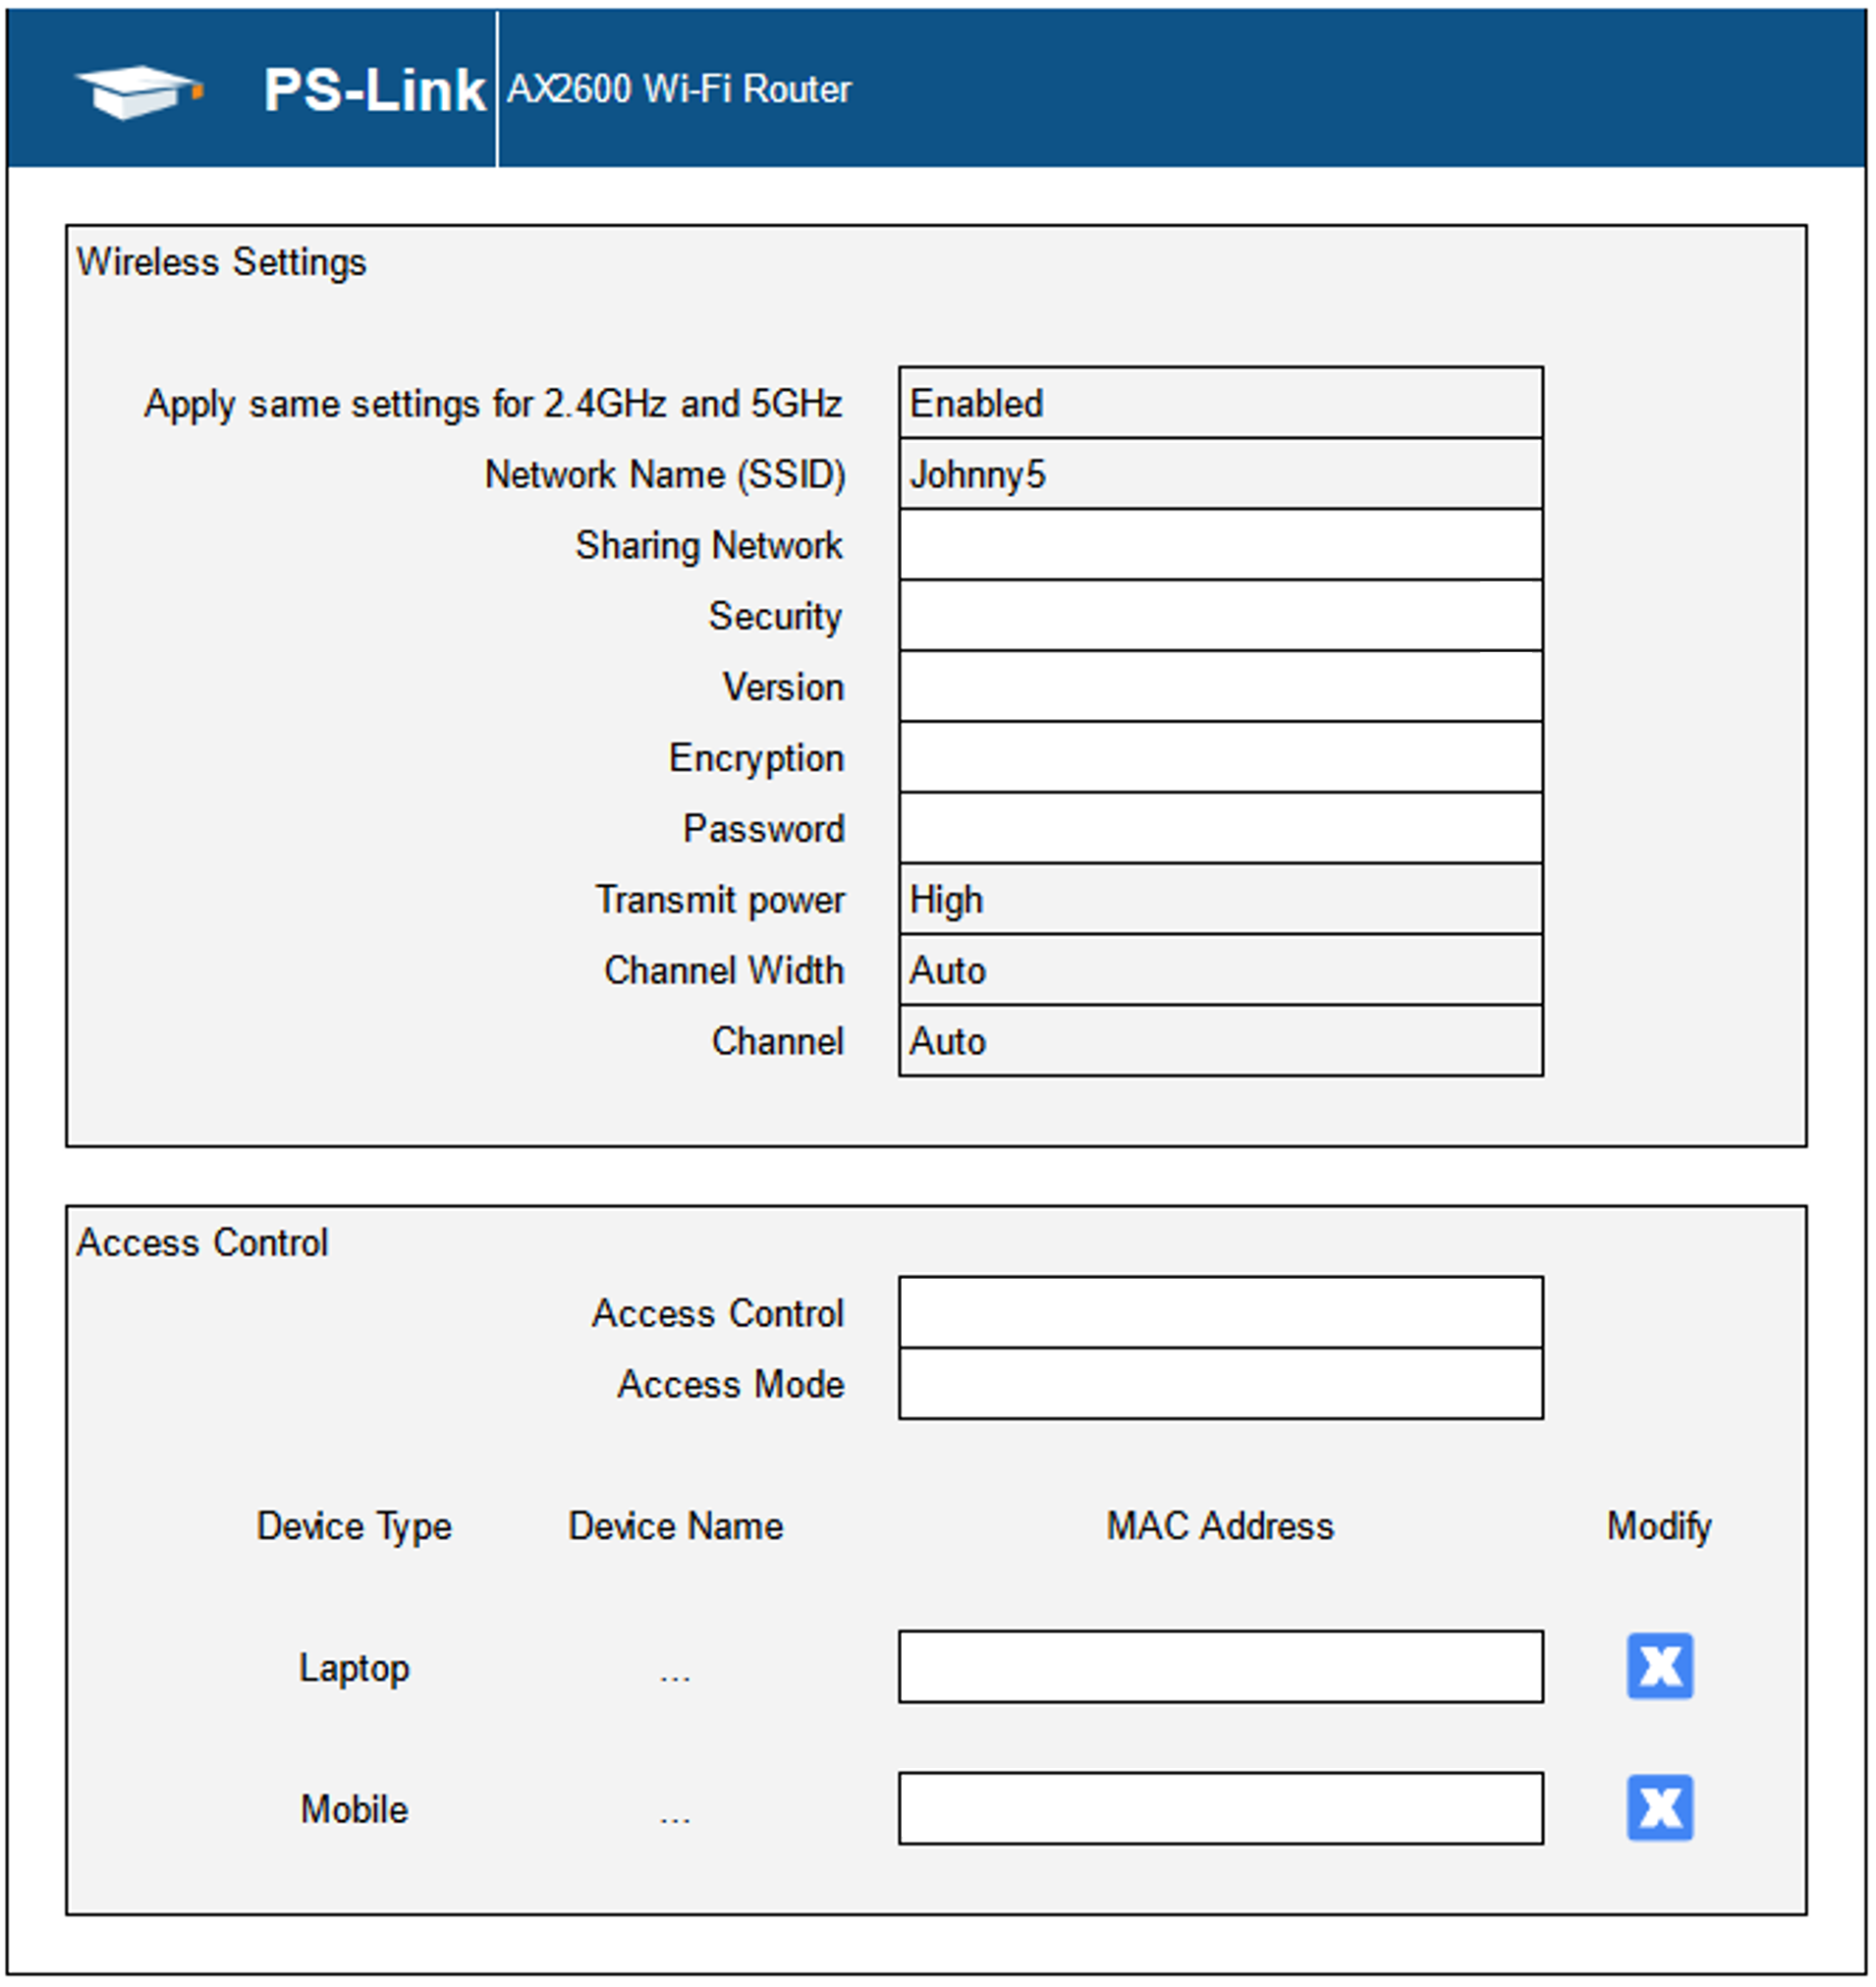 PS-Link AX2600 Wi-Fi Router
Wireless Settings
Apply same settings for 2.4GHz and 5GHz Enabled
Network Name (SSID) Johnny5
Sharing Network
Security
Version
Encryption
Password
Transmit power High
Channel Width Auto
Channel Auto
Access Control
Access Control
Access Mode
Device Type Device Name MAC Address Modify
Laptop ... X
Mobile ... X